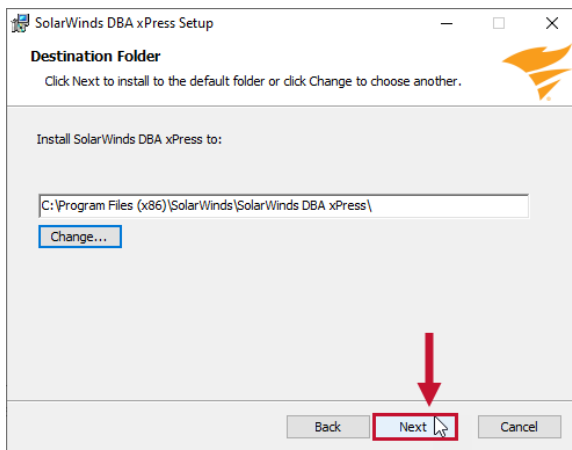 SolarWinds DBA xPress Setup
Destination Folder
Click Next to install to the default folder or click Change to choose another.
Install SolarWinds DBA xPress to:
C:\Program Files (x86)\SolarWinds\SolarWinds DBA xPress\
Change...
Back Next Cancel